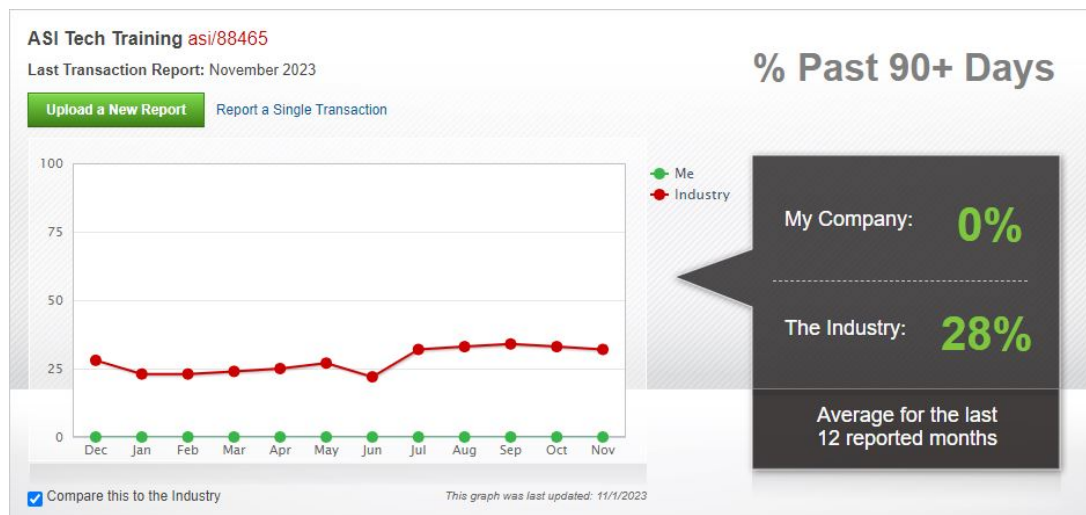 ASI Tech Training asi/88465
Last Transaction Report: November 2023
Upload a New Report Report a Single Transaction
% Past 90+ Days
100
75
50
25
0
Dec Jan Feb Mar Apr May Jun Jul Aug Sep Oct Nov
Me
Industry
My Company: 0%
The Industry: 28%
Average for the last
12 reported months
Compare this to the Industry
This graph was last updated: 11/1/2023